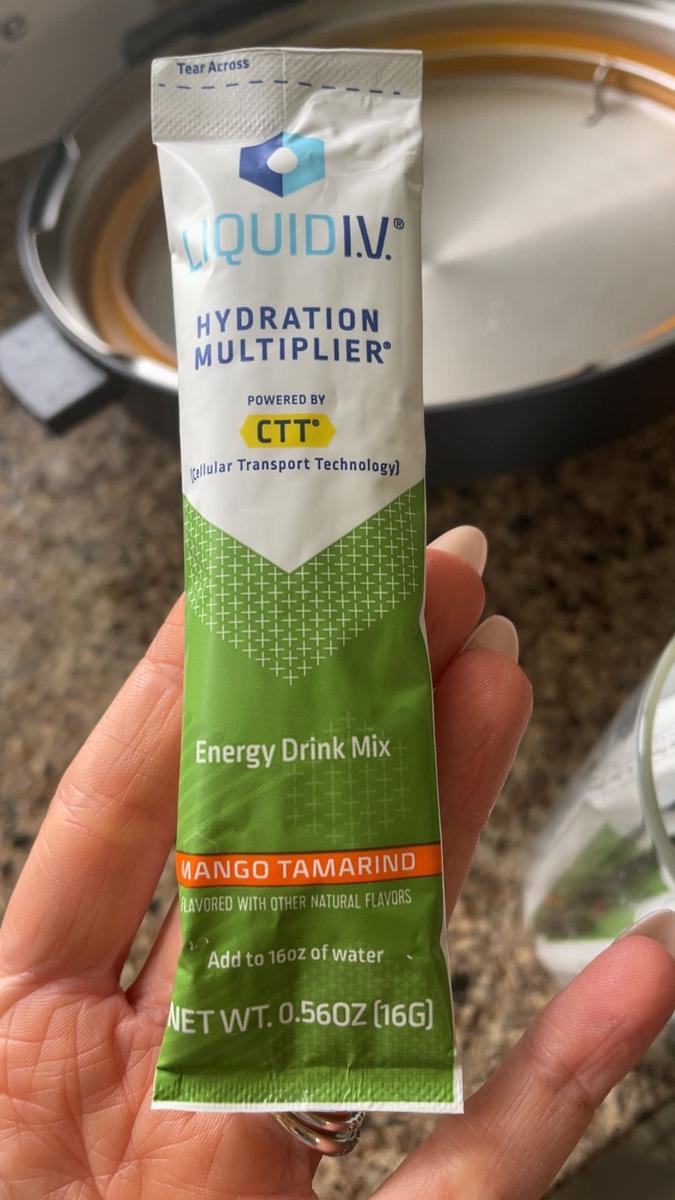 Tear Across
LIQUID I.V.®
HYDRATION
MULTIPLIER®
POWERED BY
CTT®
(Cellular Transport Technology)
Energy Drink Mix
MANGO TAMARIND
FLAVORED WITH OTHER NATURAL FLAVORS
Add to 16oz of water
NET WT. 0.56OZ (16G)